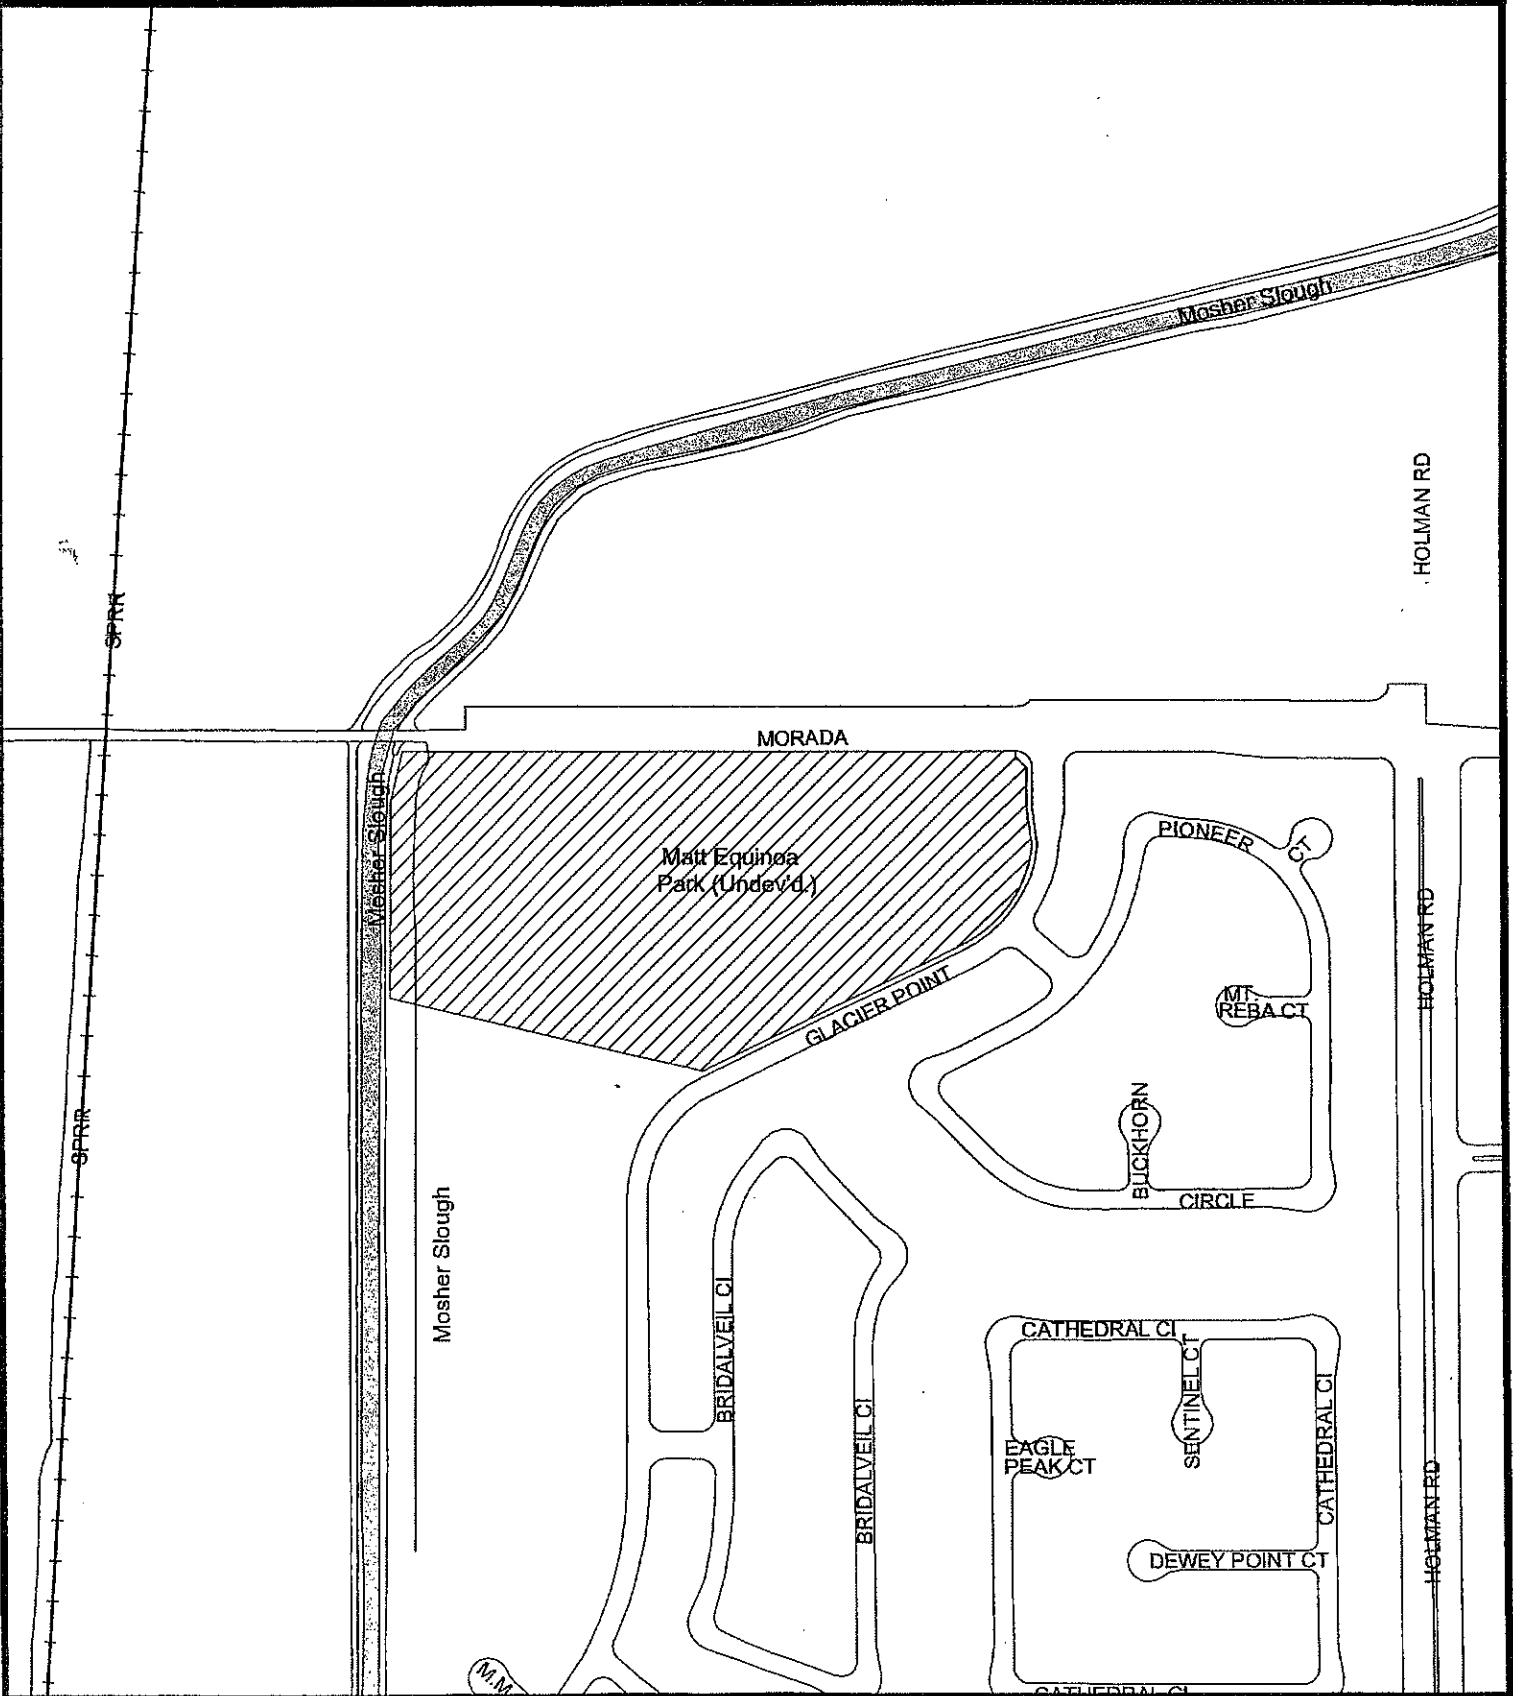 Mosher Slough
HOLMAN RD
SPRR
MORADA
Mosher Slough
PIONEER
CT
Matt Equinoa
Park (Undev'd.)
HOLMAN RD
GLACIER POINT
MT.
REBA CT
SPRR
BUCKHORN
CIRCLE
Mosher Slough
BRIDALVEIL CI
CATHEDRAL CI
SENTINEL CT
CATHEDRAL CI
BRIDALVEIL CI
EAGLE
PEAK CT
HOLMAN RD
DEWEY POINT CT
M.M
CATHEDRAL CI